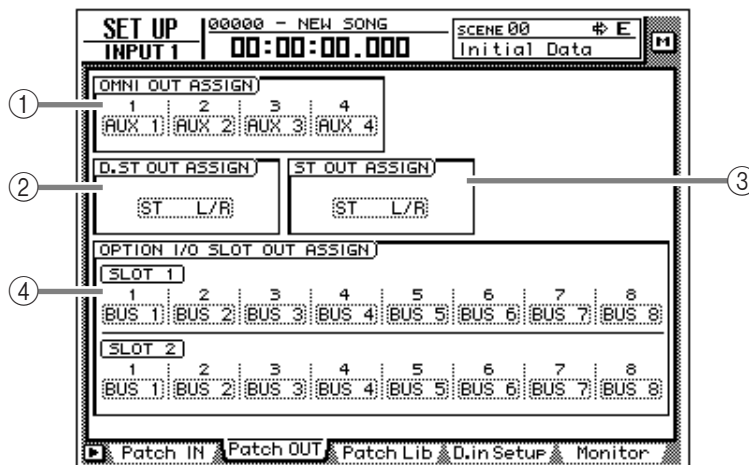 SET UP
INPUT 1
00000 - NEW SONG
00:00:00.000
SCENE 00 E
Initial Data
M
OMNI OUT ASSIGN
1 2 3 4
AUX 1 AUX 2 AUX 3 AUX 4
①
D.ST OUT ASSIGN ST OUT ASSIGN
ST L/R ST L/R
② ③
OPTION I/O SLOT OUT ASSIGN
SLOT 1
④
1 2 3 4 5 6 7 8
BUS 1 BUS 2 BUS 3 BUS 4 BUS 5 BUS 6 BUS 7 BUS 8
SLOT 2
1 2 3 4 5 6 7 8
BUS 1 BUS 2 BUS 3 BUS 4 BUS 5 BUS 6 BUS 7 BUS 8
Patch IN Patch OUT Patch Lib D.in Setup Monitor